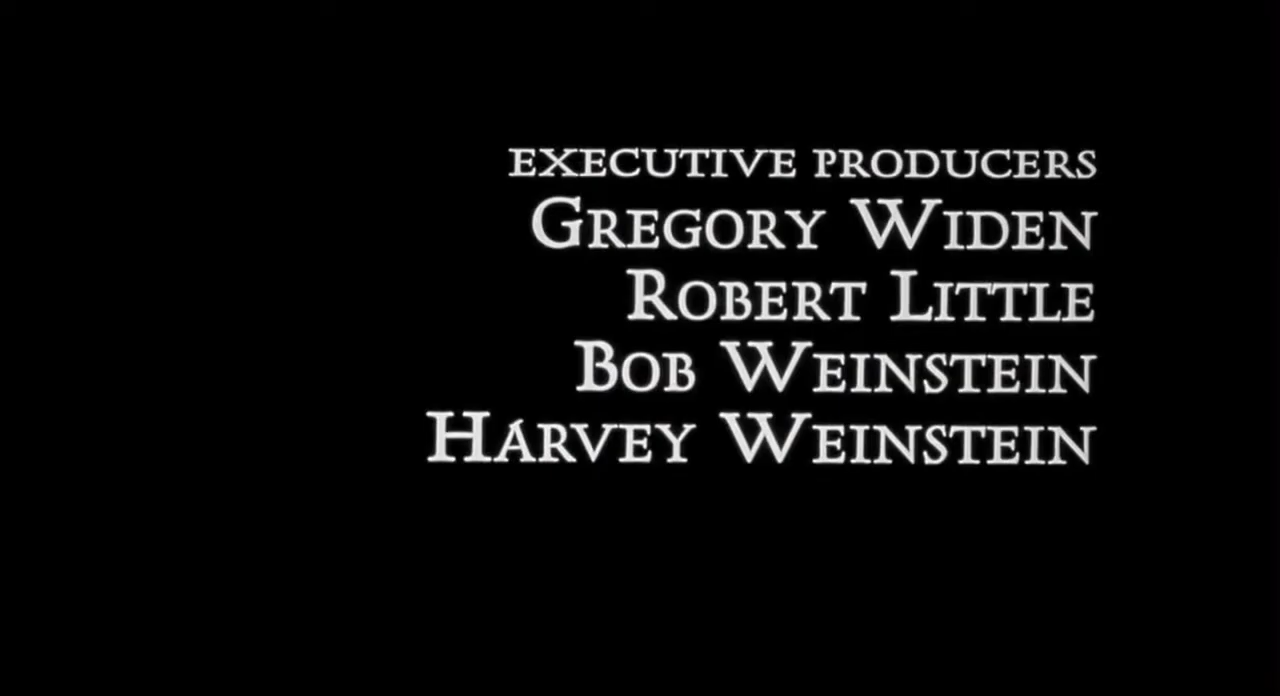 EXECUTIVE PRODUCERS
GREGORY WIDEN
ROBERT LITTLE
BOB WEINSTEIN
HARVEY WEINSTEIN